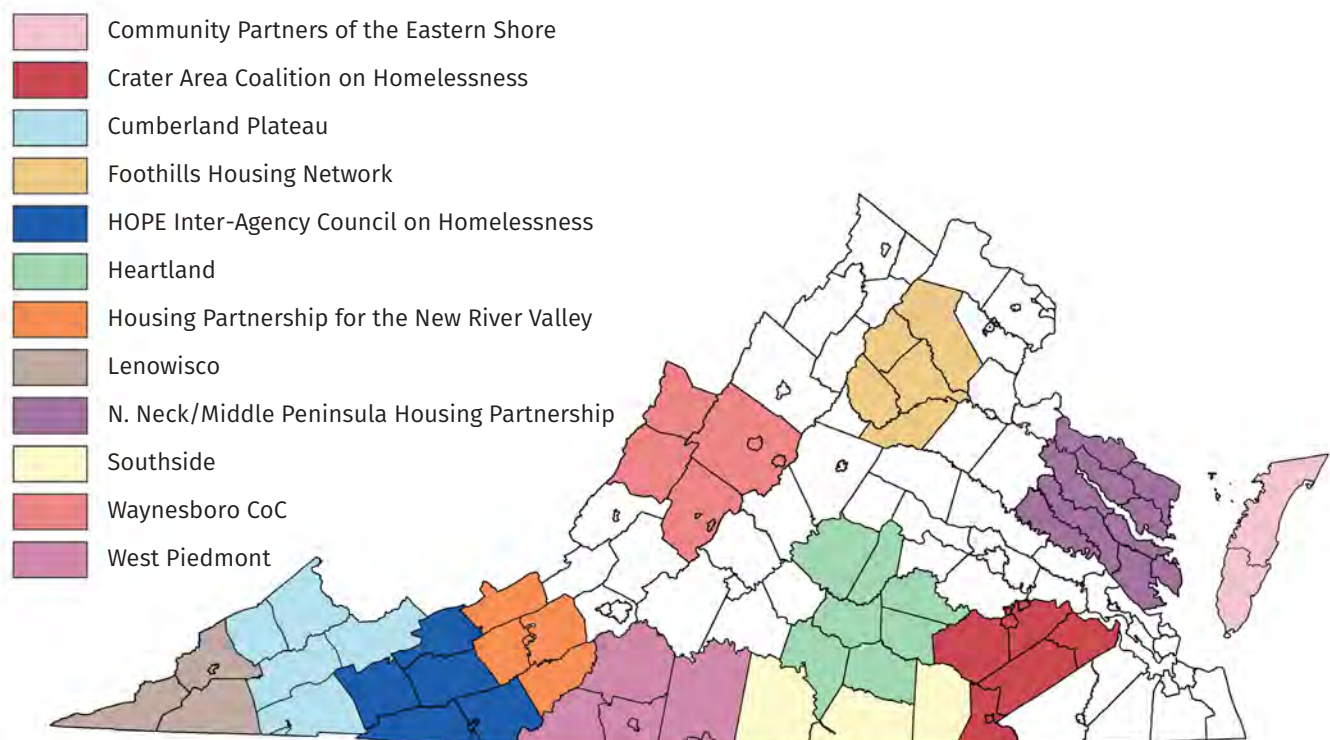 Community Partners of the Eastern Shore
Crater Area Coalition on Homelessness
Cumberland Plateau
Foothills Housing Network
HOPE Inter-Agency Council on Homelessness
Heartland
Housing Partnership for the New River Valley
Lenowisco
N. Neck/Middle Peninsula Housing Partnership
Southside
Waynesboro CoC
West Piedmont